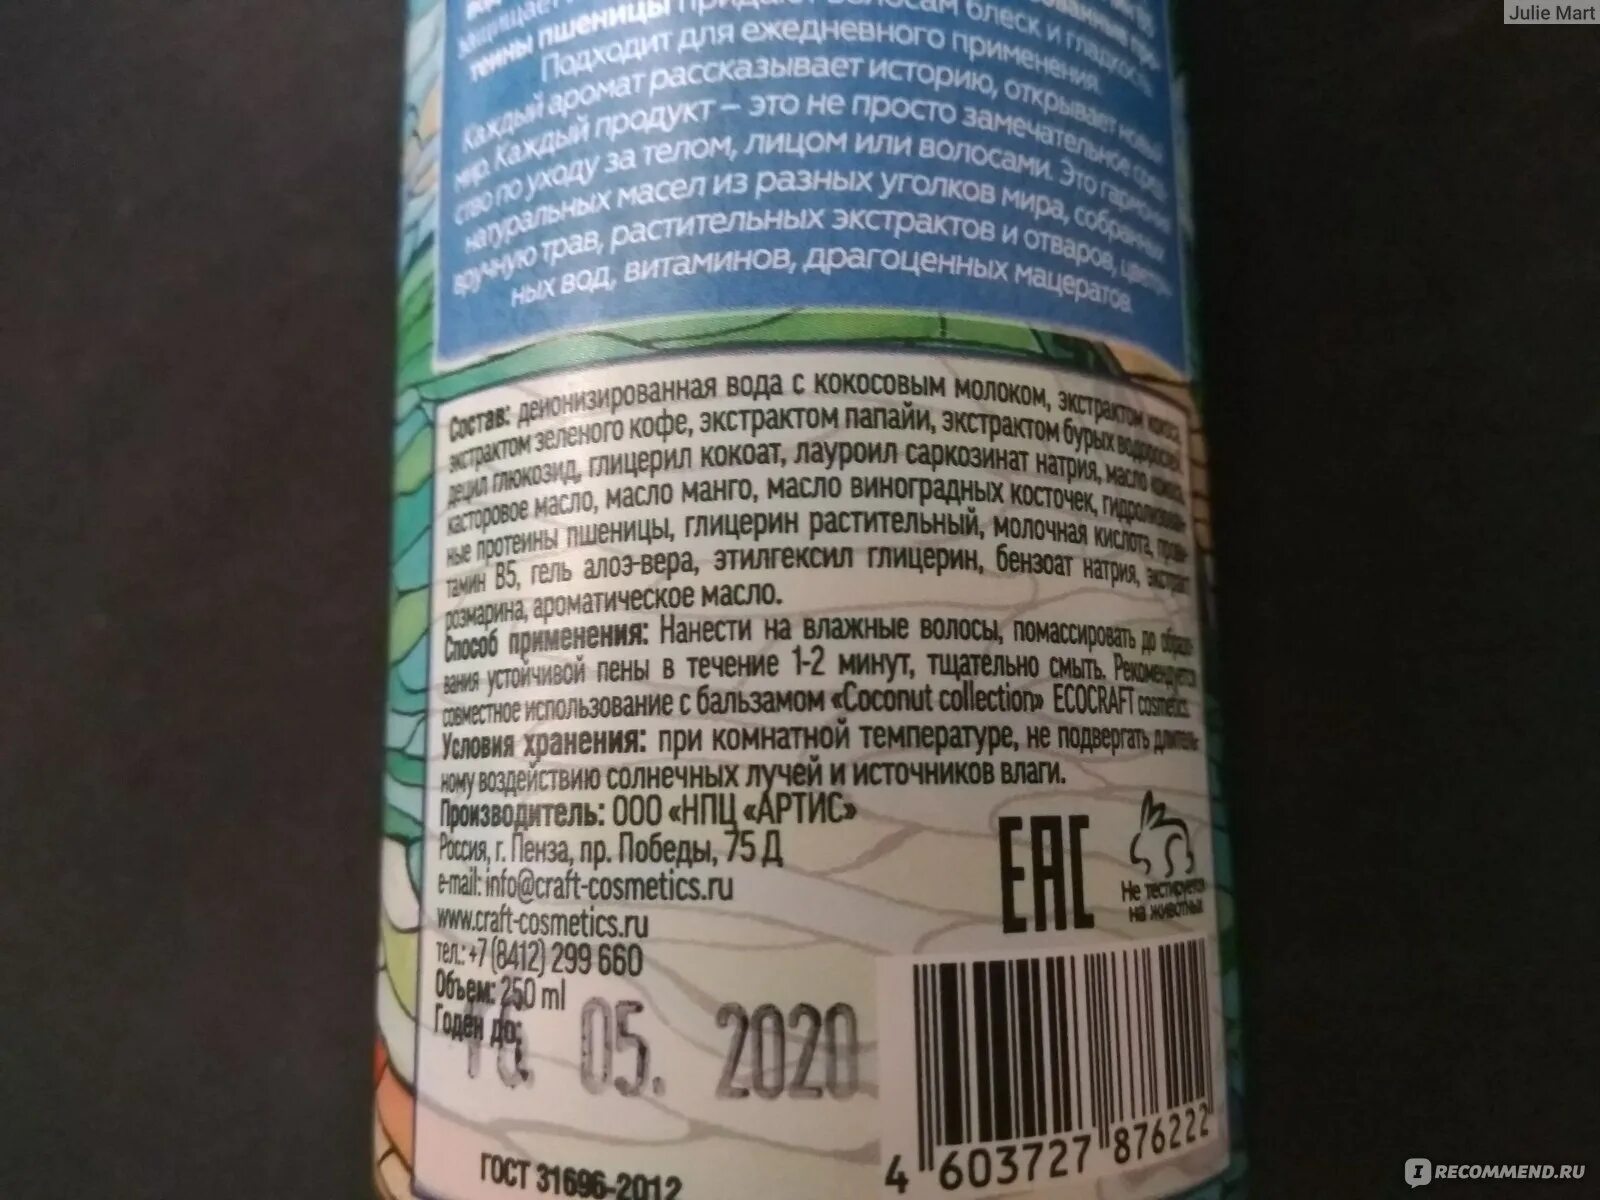 Julie Mart
защищает
теины пшеницы придают волосам блеск и гладкость
Подходит для ежедневного применения.
Каждый аромат рассказывает историю, открывает новый
мир. Каждый продукт – это не просто замечательное сред-
ство по уходу за телом, лицом или волосами. Это гармония
натуральных масел из разных уголков мира, собранных
вручную трав, растительных экстрактов и отваров, цветоч-
ных вод, витаминов, драгоценных мацератов.
Состав: деионизированная вода с кокосовым молоком, экстрактом кокоса,
экстрактом зеленого кофе, экстрактом папайи, экстрактом бурых водорослей,
децил глюкозид, глицерил кокоат, лауроил саркозинат натрия, масло кокоса,
касторовое масло, масло манго, масло виноградных косточек, гидролизован-
ные протеины пшеницы, глицерин растительный, молочная кислота, прови-
тамин В5, гель алоэ-вера, этилгексил глицерин, бензоат натрия, экстракт
розмарина, ароматическое масло.
Способ применения: Нанести на влажные волосы, помассировать до образо-
вания устойчивой пены в течение 1-2 минут, тщательно смыть. Рекомендуется
совместное использование с бальзамом «Coconut collection» ECOCRAFT cosmetics.
Условия хранения: при комнатной температуре, не подвергать длитель-
ному воздействию солнечных лучей и источников влаги.
Производитель: ООО «НПЦ «АРТИС»
Россия, г. Пенза, пр. Победы, 75 Д
e-mail: info@craft-cosmetics.ru
www.craft-cosmetics.ru
тел.: +7 (8412) 299 660
Объем: 250 ml
Годен до:
05. 2020
ГОСТ 31696-2012
EAC
Не тестируется
на животных
4 603727 876222
IRECOMMEND.RU